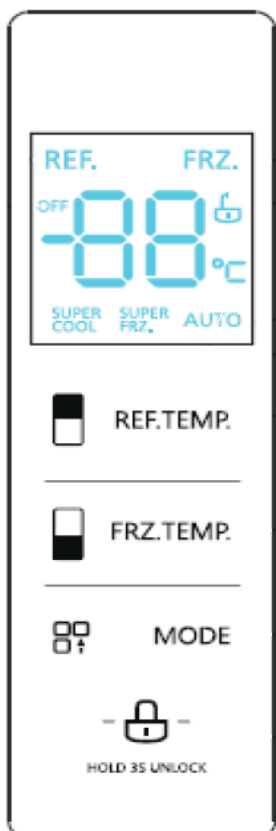 REF. FRZ.
OFF
-88
°C
SUPER COOL SUPER FRZ. AUTO
REF.TEMP.
FRZ.TEMP.
MODE
HOLD 3S UNLOCK